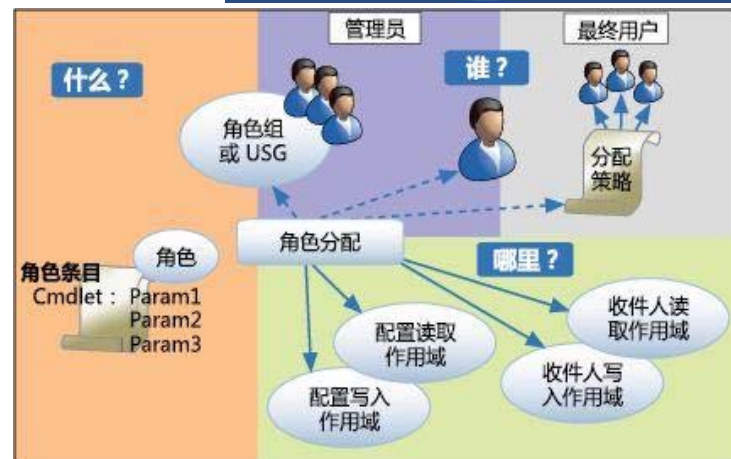 管理员
最终用户
什么？
谁？
角色组
或 USG
分配
策略
角色分配
哪里？
角色
角色条目
Cmdlet： Param1
Param2
Param3
配置读取
作用域
配置写入
作用域
收件人读
取作用域
收件人写
入作用域